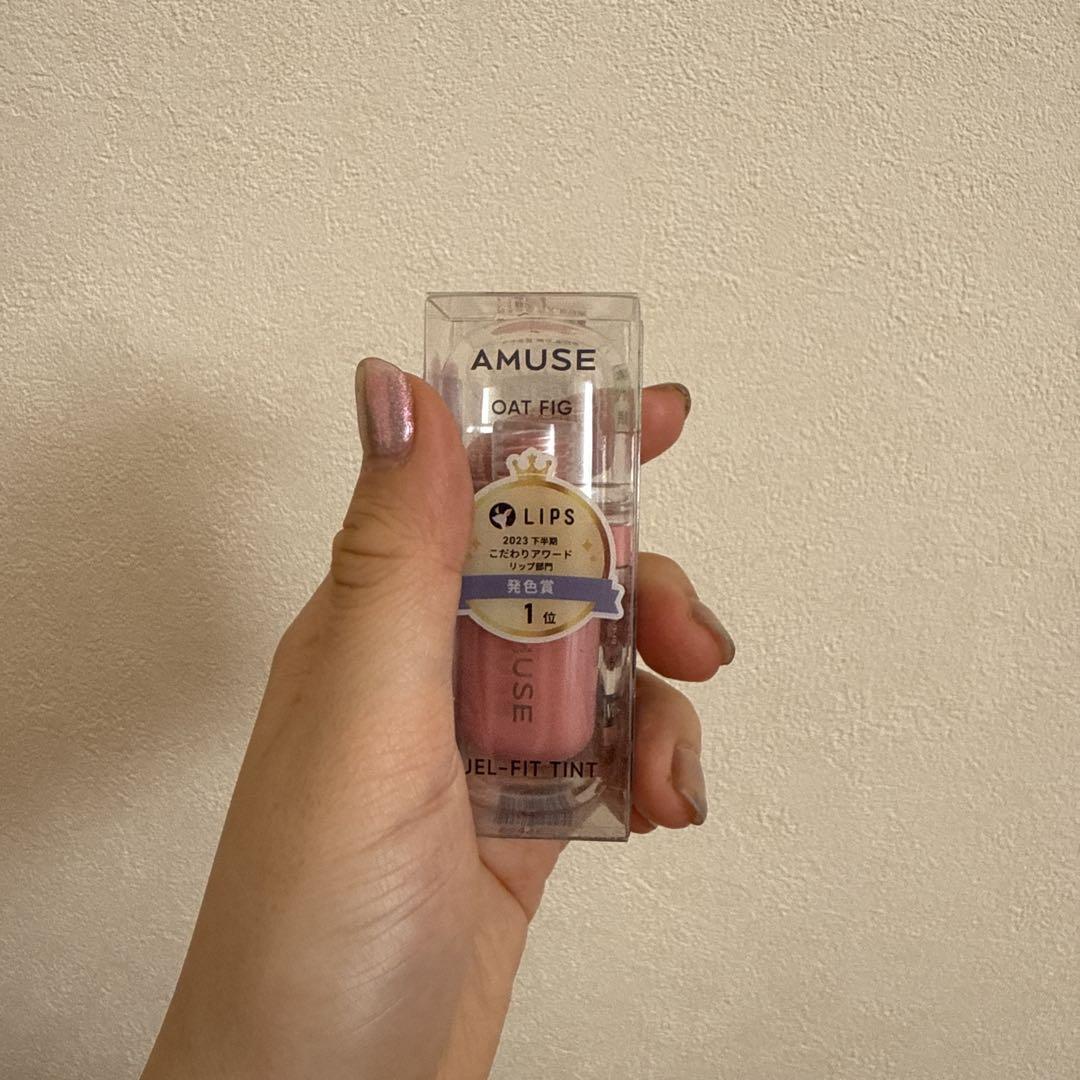 AMUSE
OAT FIG
LIPS
2023 下半期
こだわりアワード
リップ部門
発色賞
1位
MUSE
JEL-FIT TINT